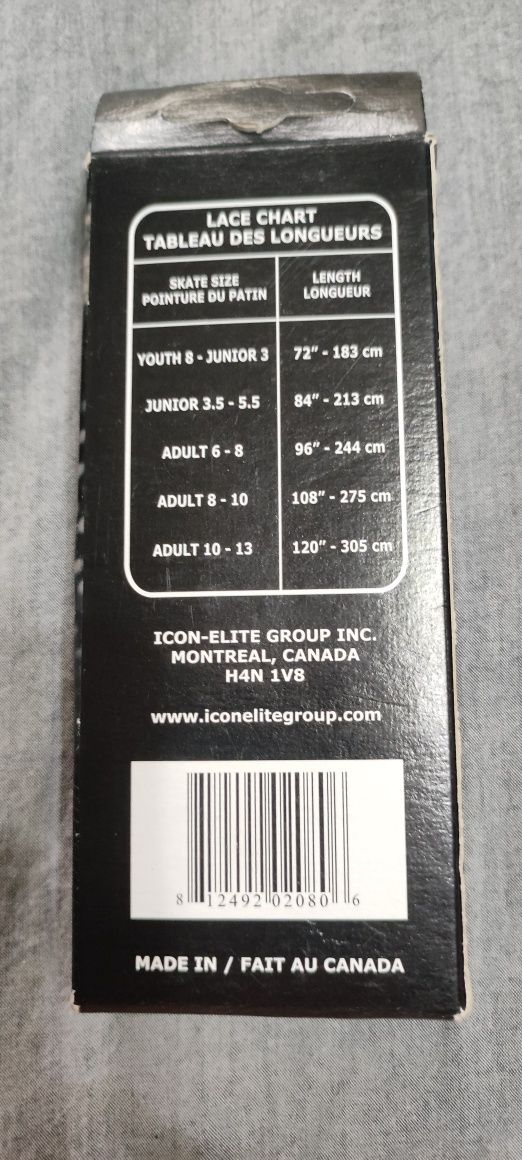 LACE CHART
TABLEAU DES LONGUEURS
SKATE SIZE
POINTURE DU PATIN
LENGTH
LONGUEUR
YOUTH 8 - JUNIOR 3 72" - 183 cm
JUNIOR 3.5 - 5.5 84" - 213 cm
ADULT 6 - 8 96" - 244 cm
ADULT 8 - 10 108" - 275 cm
ADULT 10 - 13 120" - 305 cm
ICON-ELITE GROUP INC.
MONTREAL, CANADA
H4N 1V8
www.iconelitegroup.com
8 12492 02080 6
MADE IN / FAIT AU CANADA